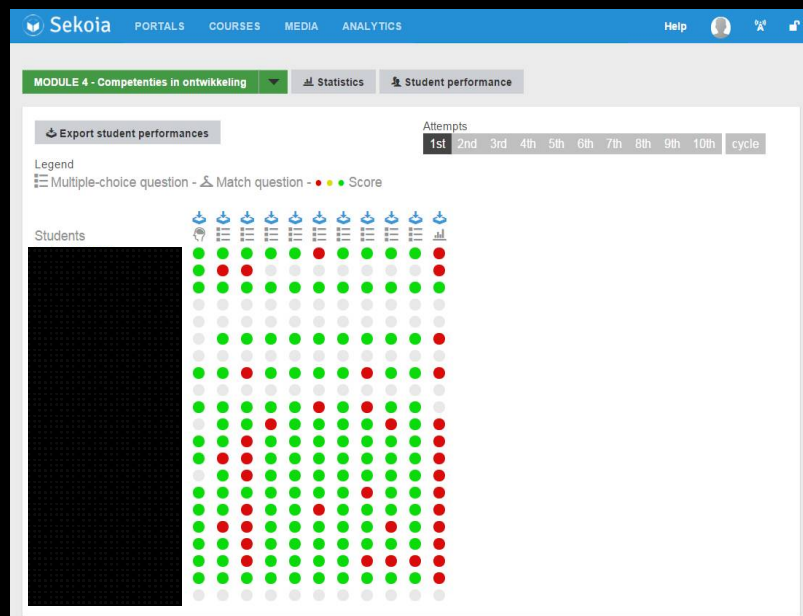 Sekoia PORTALS COURSES MEDIA ANALYTICS Help
MODULE 4 - Competenties in ontwikkeling Statistics Student performance
Export student performances
Attempts
1st 2nd 3rd 4th 5th 6th 7th 8th 9th 10th cycle
Legend
Multiple-choice question - Match question - Score
Students